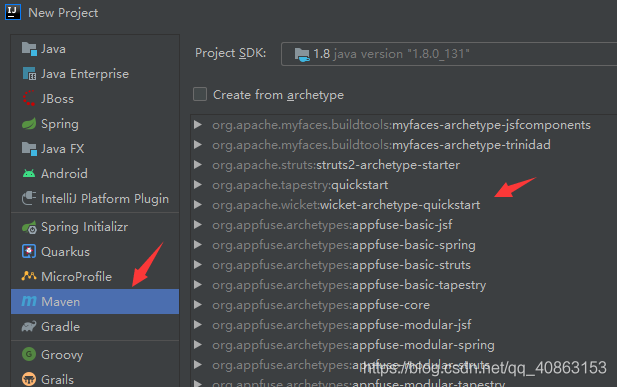 New Project
Java
Java Enterprise
JBoss
Spring
Java FX
Android
IntelliJ Platform Plugin
Spring Initializr
Quarkus
MicroProfile
Maven
Gradle
Groovy
Grails
Project SDK: 1.8 java version "1.8.0_131"
Create from archetype
org.apache.myfaces.buildtools:myfaces-archetype-jsfcomponents
org.apache.myfaces.buildtools:myfaces-archetype-trinidad
org.apache.struts:struts2-archetype-starter
org.apache.tapestry:quickstart
org.apache.wicket:wicket-archetype-quickstart
org.appfuse.archetypes:appfuse-basic-jsf
org.appfuse.archetypes:appfuse-basic-spring
org.appfuse.archetypes:appfuse-basic-struts
org.appfuse.archetypes:appfuse-basic-tapestry
org.appfuse.archetypes:appfuse-core
org.appfuse.archetypes:appfuse-modular-jsf
org.appfuse.archetypes:appfuse-modular-spring
org.appfuse.archetypes:appfuse-modular-struts
org.appfuse.archetypes:appfuse-modular-tapestry
https://blog.csdn.net/qq_40863153